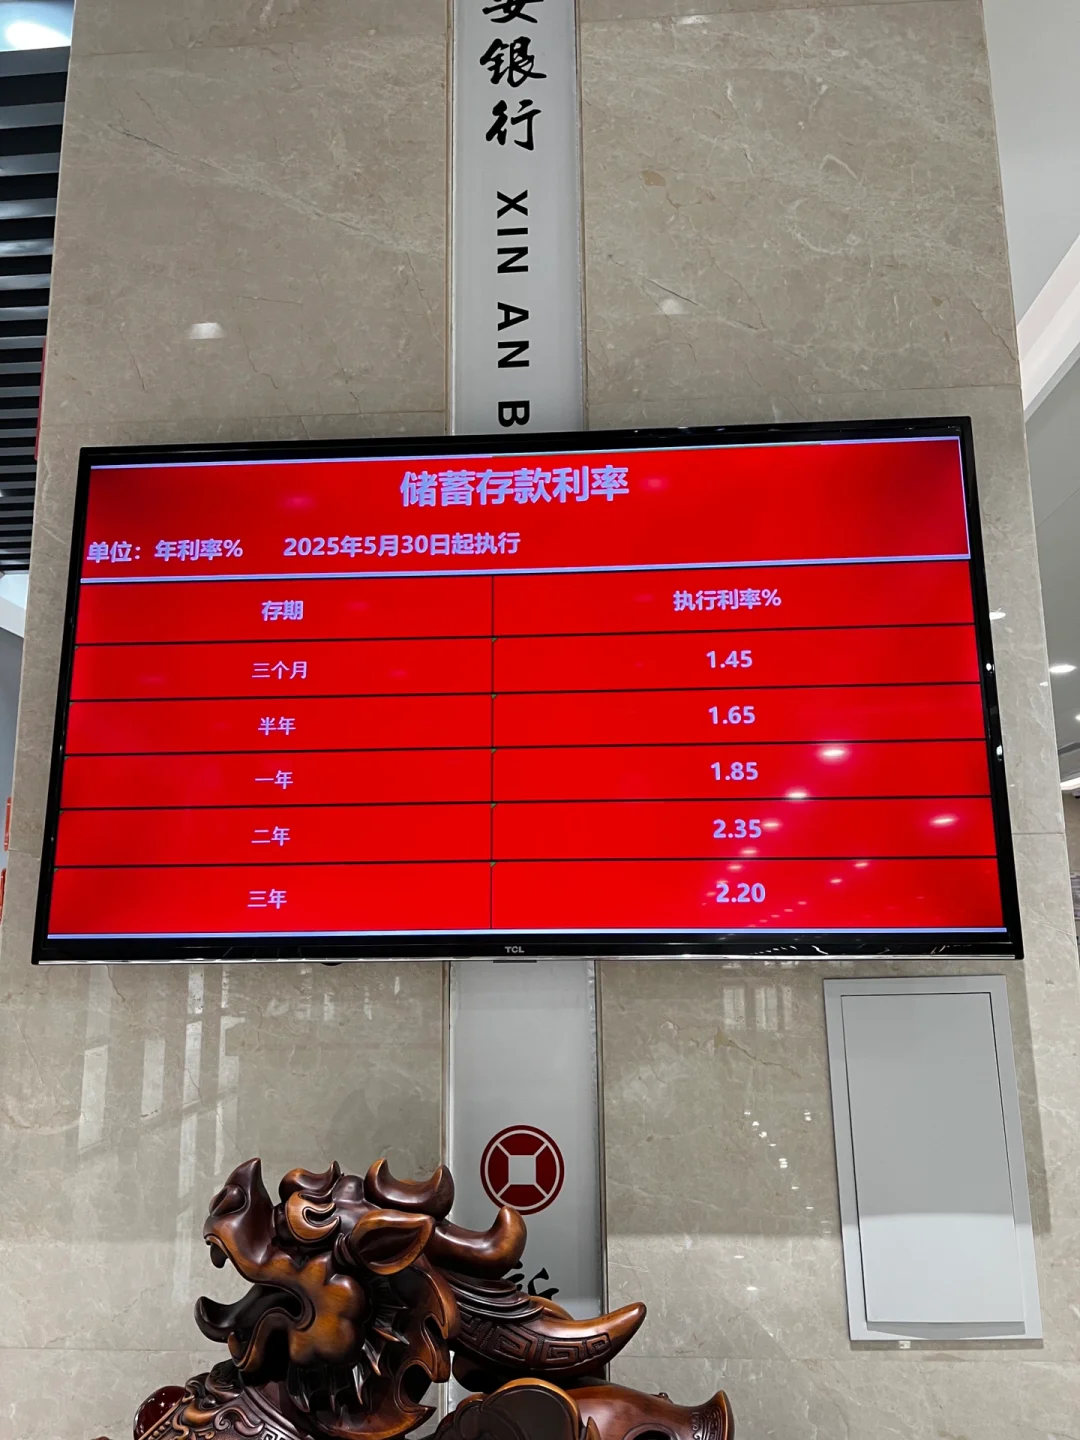 安银行 XIN AN B
储蓄存款利率
单位：年利率% 2025年5月30日起执行
存期 执行利率%
三个月 1.45
半年 1.65
一年 1.85
二年 2.35
三年 2.20
TCL